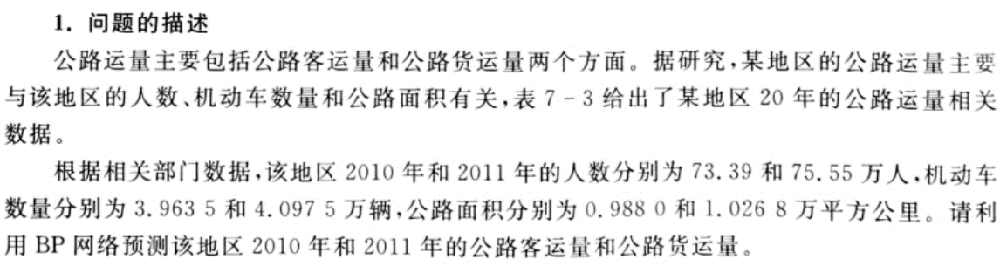 1. 问题的描述
公路运量主要包括公路客运量和公路货运量两个方面。据研究,某地区的公路运量主要
与该地区的人数、机动车数量和公路面积有关,表 7-3 给出了某地区 20 年的公路运量相关
数据。
根据相关部门数据,该地区 2010 年和 2011 年的人数分别为 73.39 和 75.55 万人,机动车
数量分别为 3.963 5 和 4.097 5 万辆,公路面积分别为 0.988 0 和 1.026 8 万平方公里。请利
用 BP 网络预测该地区 2010 年和 2011 年的公路客运量和公路货运量。